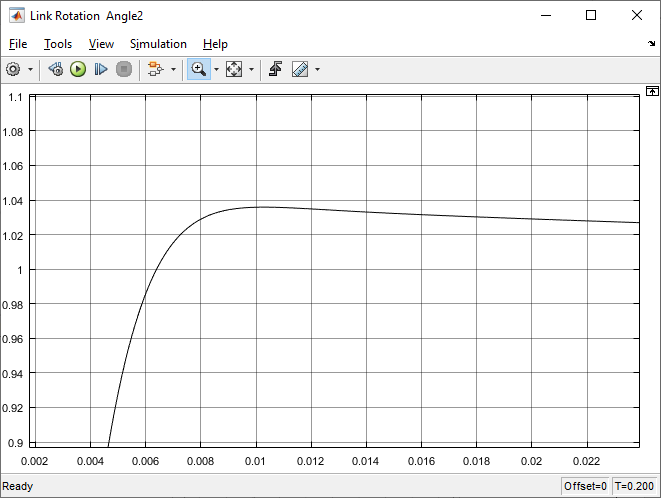 Link Rotation Angle2
File Tools View Simulation Help
1.1
1.08
1.06
1.04
1.02
1
0.98
0.96
0.94
0.92
0.9
0.002 0.004 0.006 0.008 0.01 0.012 0.014 0.016 0.018 0.02 0.022
Ready Offset=0 T=0.200